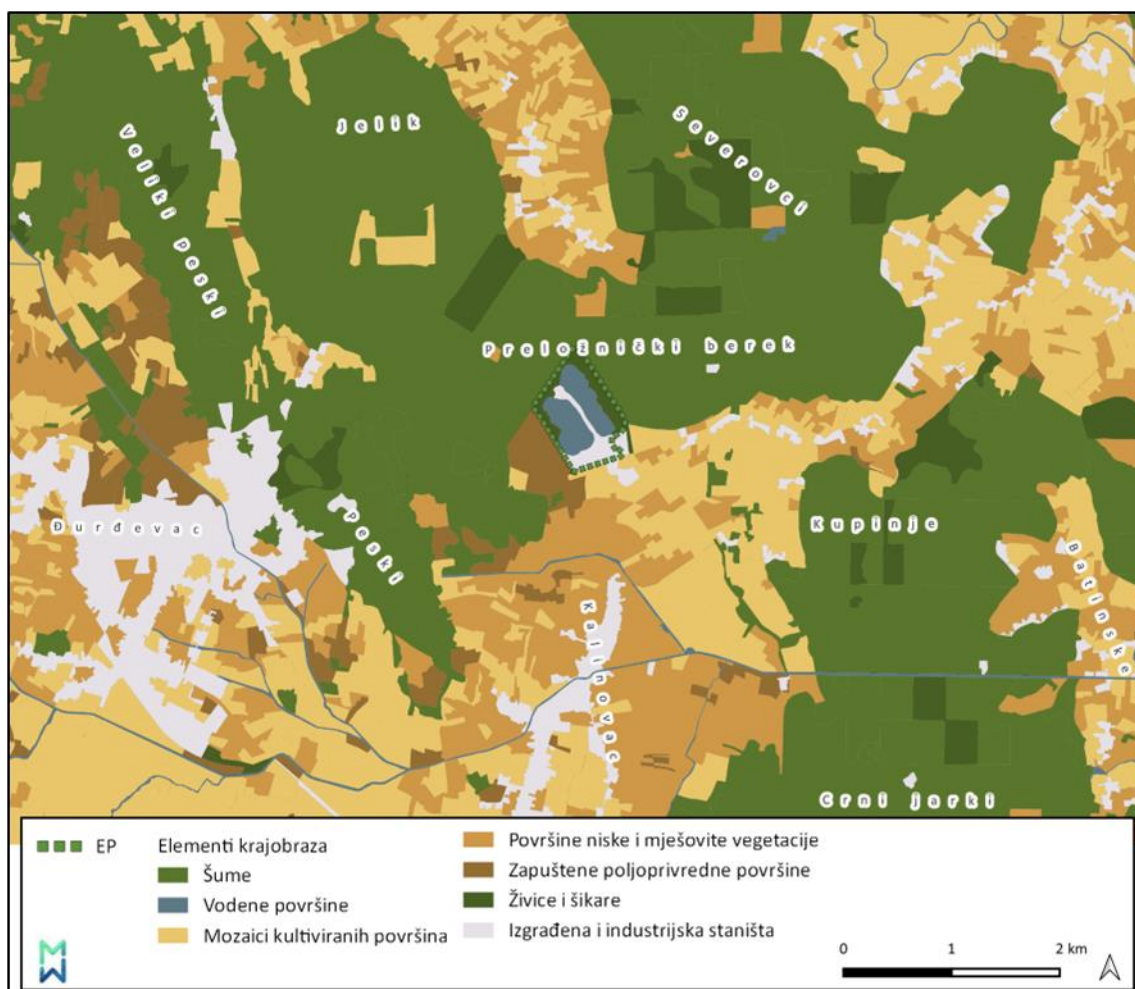 Jelik
Severovci
Veliki peski
Preložnički berek
Đurđevac
Peski
Kupinje
Batinske
Kalinovac
Crni jarki
EP
Elementi krajobraza
Šume
Vodene površine
Mozaici kultiviranih površina
Površine niske i mješovite vegetacije
Zapuštene poljoprivredne površine
Živice i šikare
Izgrađena i industrijska staništa
0 1 2 km